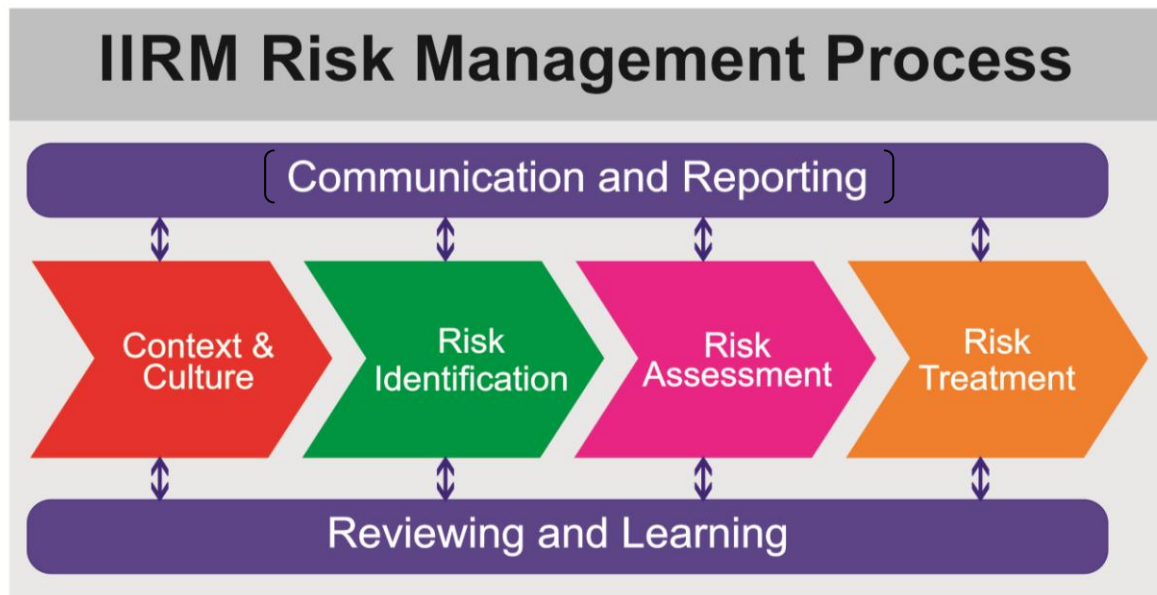 IIRM Risk Management Process
Communication and Reporting
Context &
Culture
Risk
Identification
Risk
Assessment
Risk
Treatment
Reviewing and Learning